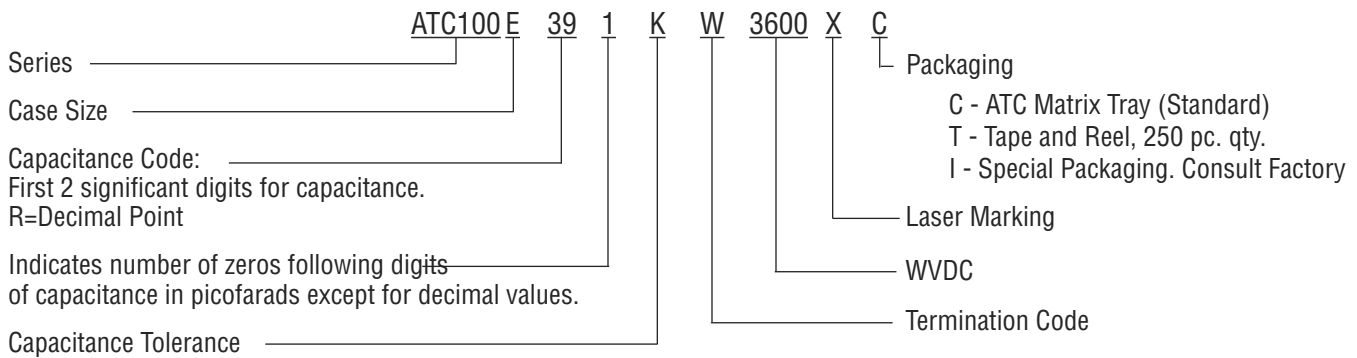 ATC100 E 39 1 K W 3600 X C
Series
Case Size
Capacitance Code:
First 2 significant digits for capacitance.
R=Decimal Point
Indicates number of zeros following digits
of capacitance in picofarads except for decimal values.
Capacitance Tolerance
Packaging
C - ATC Matrix Tray (Standard)
T - Tape and Reel, 250 pc. qty.
I - Special Packaging. Consult Factory
Laser Marking
WVDC
Termination Code